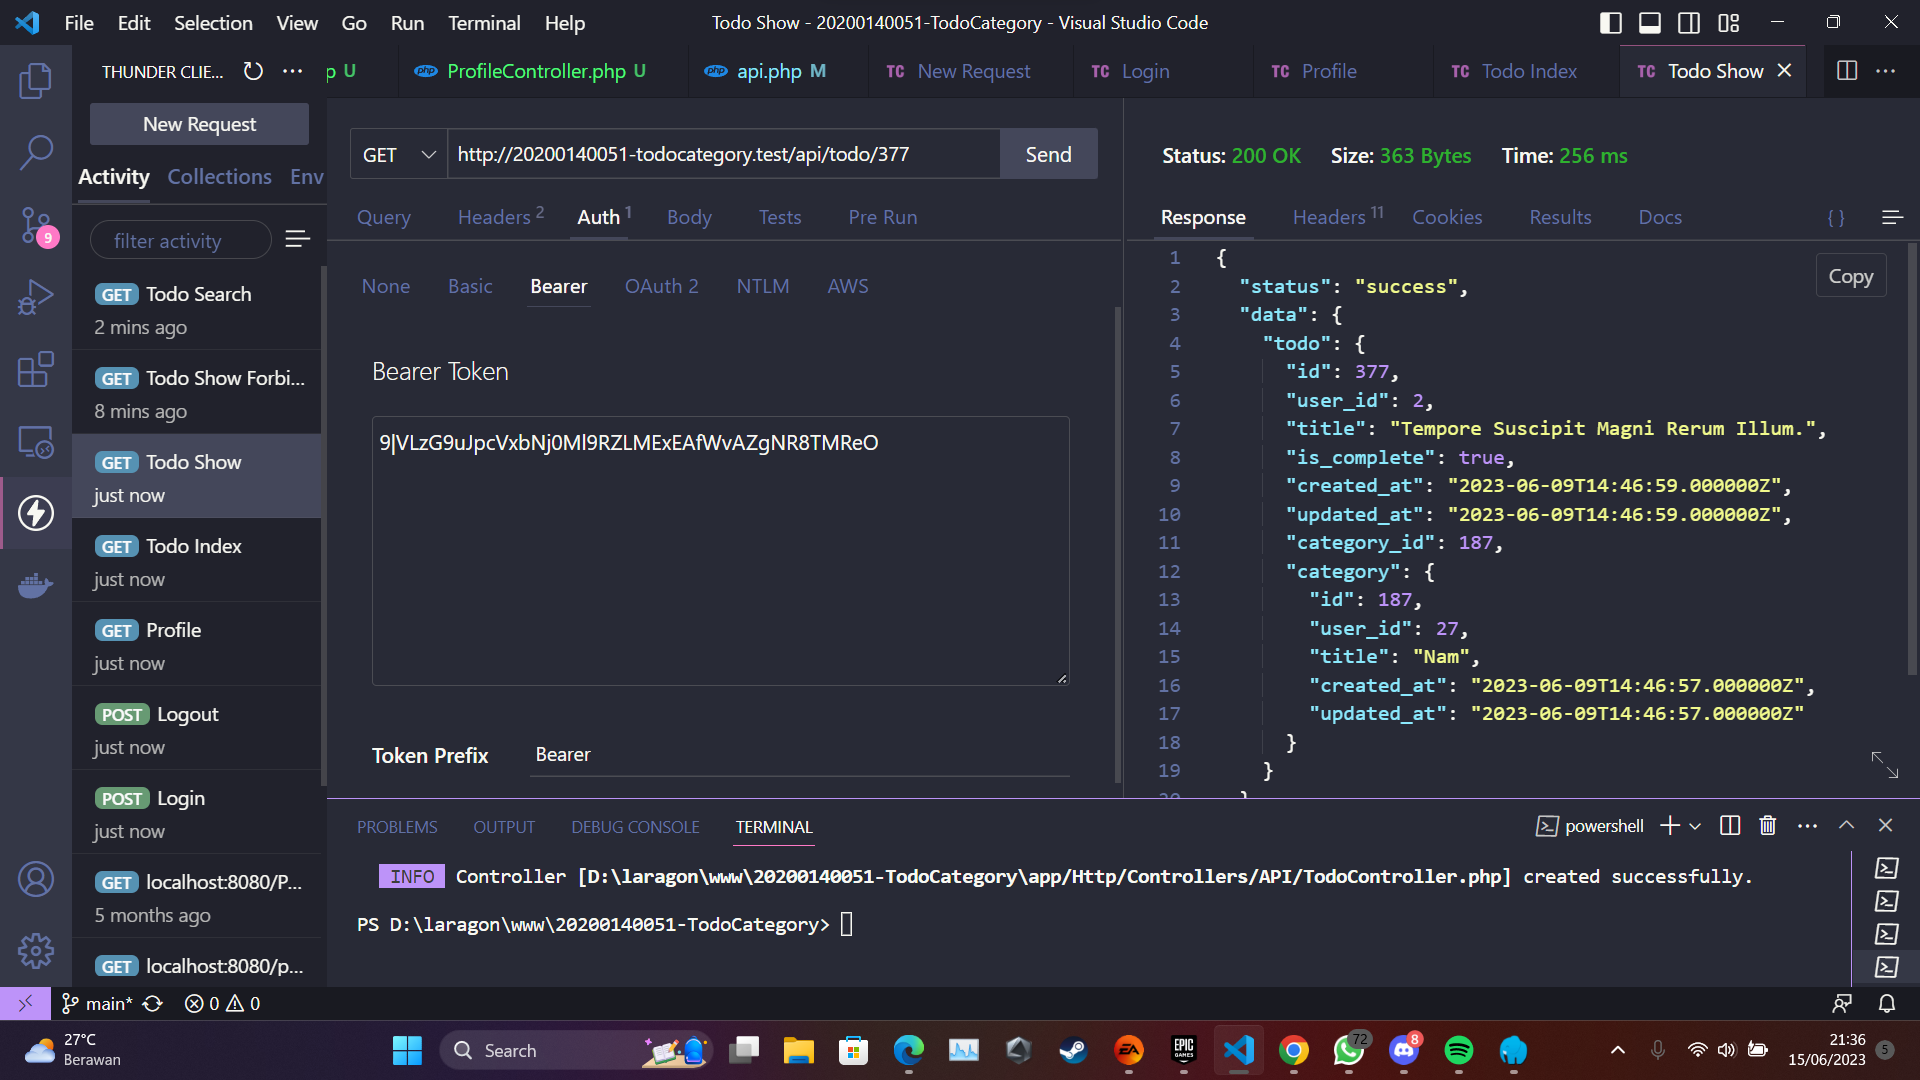 File Edit Selection View Go Run Terminal Help
Todo Show - 20200140051-TodoCategory - Visual Studio Code
THUNDER CLIE...
p U
php ProfileController.php U
php api.php M
TC New Request
TC Login
TC Profile
TC Todo Index
TC Todo Show
New Request
Activity Collections Env
filter activity
GET Todo Search
2 mins ago
GET Todo Show Forbi...
8 mins ago
GET Todo Show
just now
GET Todo Index
just now
GET Profile
just now
POST Logout
just now
POST Login
just now
GET localhost:8080/P...
5 months ago
GET localhost:8080/p...
9
GET http://20200140051-todocategory.test/api/todo/377 Send
Query Headers 2 Auth 1 Body Tests Pre Run
None Basic Bearer OAuth 2 NTLM AWS
Bearer Token
9|VLzG9uJpcVxbNj0Ml9RZLMExEAfWvAZgNR8TMReO
Token Prefix Bearer
Status: 200 OK Size: 363 Bytes Time: 256 ms
Response Headers 11 Cookies Results Docs { }
Copy
1 {
2 "status": "success",
3 "data": {
4 "todo": {
5 "id": 377,
6 "user_id": 2,
7 "title": "Tempore Suscipit Magni Rerum Illum.",
8 "is_complete": true,
9 "created_at": "2023-06-09T14:46:59.000000Z",
10 "updated_at": "2023-06-09T14:46:59.000000Z",
11 "category_id": 187,
12 "category": {
13 "id": 187,
14 "user_id": 27,
15 "title": "Nam",
16 "created_at": "2023-06-09T14:46:57.000000Z",
17 "updated_at": "2023-06-09T14:46:57.000000Z"
18 }
19 }
20 }
PROBLEMS OUTPUT DEBUG CONSOLE TERMINAL
powershell
INFO Controller [D:\laragon\www\20200140051-TodoCategory\app/Http/Controllers/API/TodoController.php] created successfully.
PS D:\laragon\www\20200140051-TodoCategory>
main* 0 0
27°C
Berawan
Search
EA
EPIC GAMES
72
8
21:36
15/06/2023
5